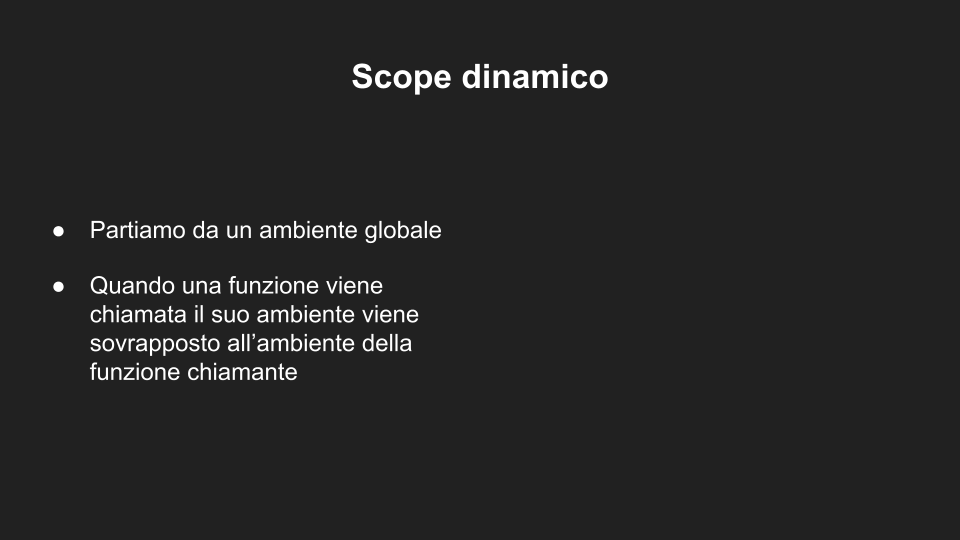 Scope dinamico
● Partiamo da un ambiente globale
● Quando una funzione viene
chiamata il suo ambiente viene
sovrapposto all’ambiente della
funzione chiamante